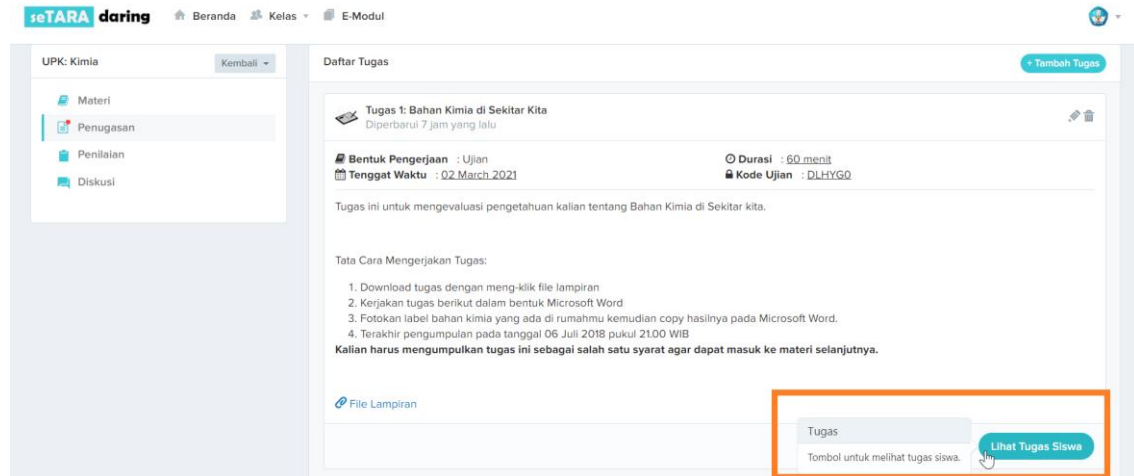 seTARA daring Beranda Kelas E-Modul
UPK: Kimia Kembali
Materi
Penugasan
Penilaian
Diskusi
Daftar Tugas + Tambah Tugas
Tugas 1: Bahan Kimia di Sekitar Kita
Diperbarui 7 jam yang lalu
Bentuk Pengerjaan : Ujian Durasi : 60 menit
Tenggat Waktu : 02 March 2021 Kode Ujian : DLHYG0
Tugas ini untuk mengevaluasi pengetahuan kalian tentang Bahan Kimia di Sekitar kita.
Tata Cara Mengerjakan Tugas:
1. Download tugas dengan meng-klik file lampiran
2. Kerjakan tugas berikut dalam bentuk Microsoft Word
3. Fotokan label bahan kimia yang ada di rumahmu kemudian copy hasilnya pada Microsoft Word.
4. Terakhir pengumpulan pada tanggal 06 Juli 2018 pukul 21.00 WIB
Kalian harus mengumpulkan tugas ini sebagai salah satu syarat agar dapat masuk ke materi selanjutnya.
File Lampiran
Tugas
Tombol untuk melihat tugas siswa.
Lihat Tugas Siswa